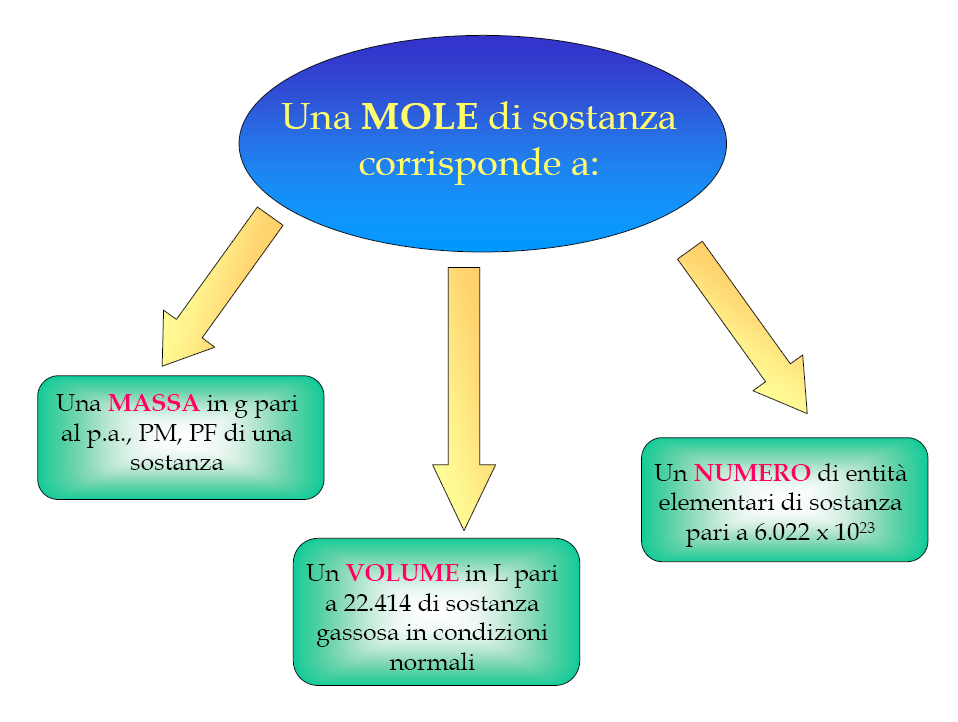 Una MOLE di sostanza
corrisponde a:
Una MASSA in g pari
al p.a., PM, PF di una
sostanza
Un VOLUME in L pari
a 22.414 di sostanza
gassosa in condizioni
normali
Un NUMERO di entità
elementari di sostanza
pari a 6.022 x 10²³